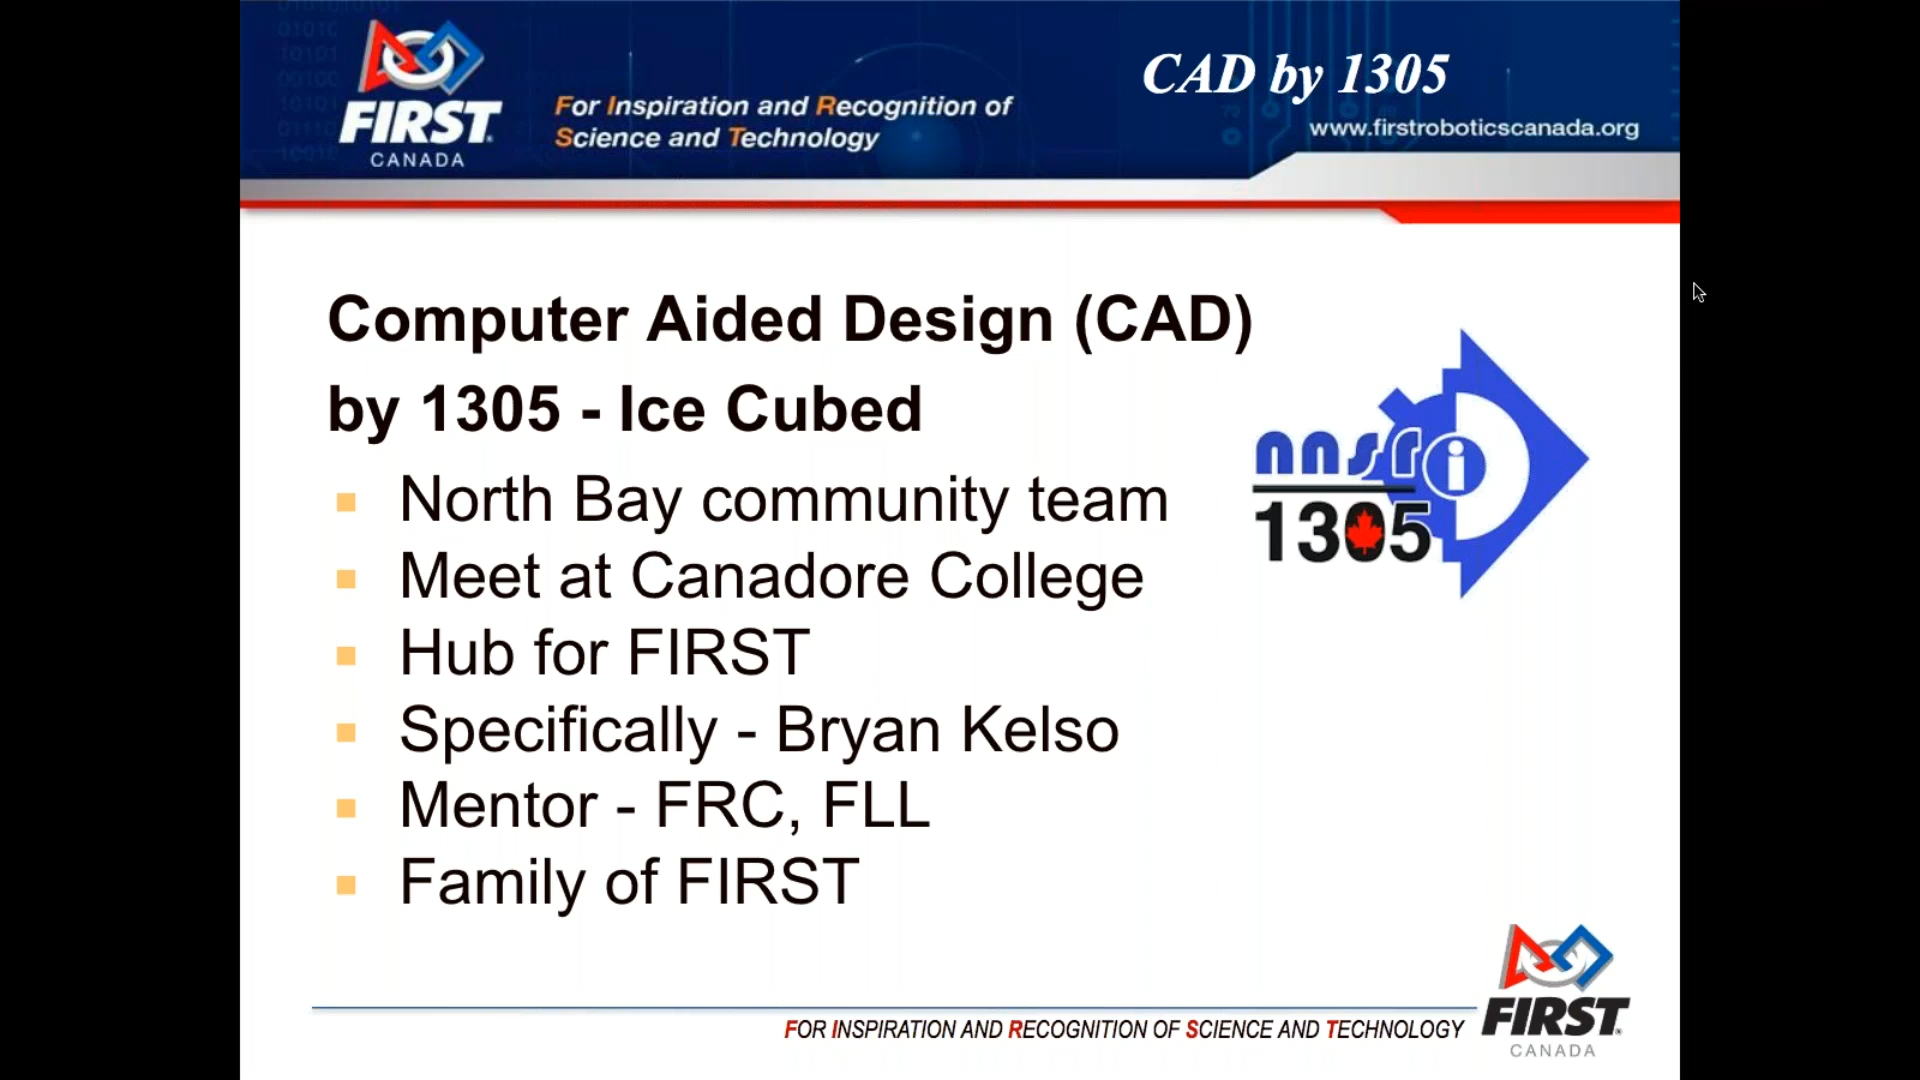 FIRST
CANADA
For Inspiration and Recognition of
Science and Technology
CAD by 1305
www.firstroboticscanada.org
Computer Aided Design (CAD)
by 1305 - Ice Cubed
North Bay community team
Meet at Canadore College
Hub for FIRST
Specifically - Bryan Kelso
Mentor - FRC, FLL
Family of FIRST
nnsr i
1305
FOR INSPIRATION AND RECOGNITION OF SCIENCE AND TECHNOLOGY
FIRST
CANADA